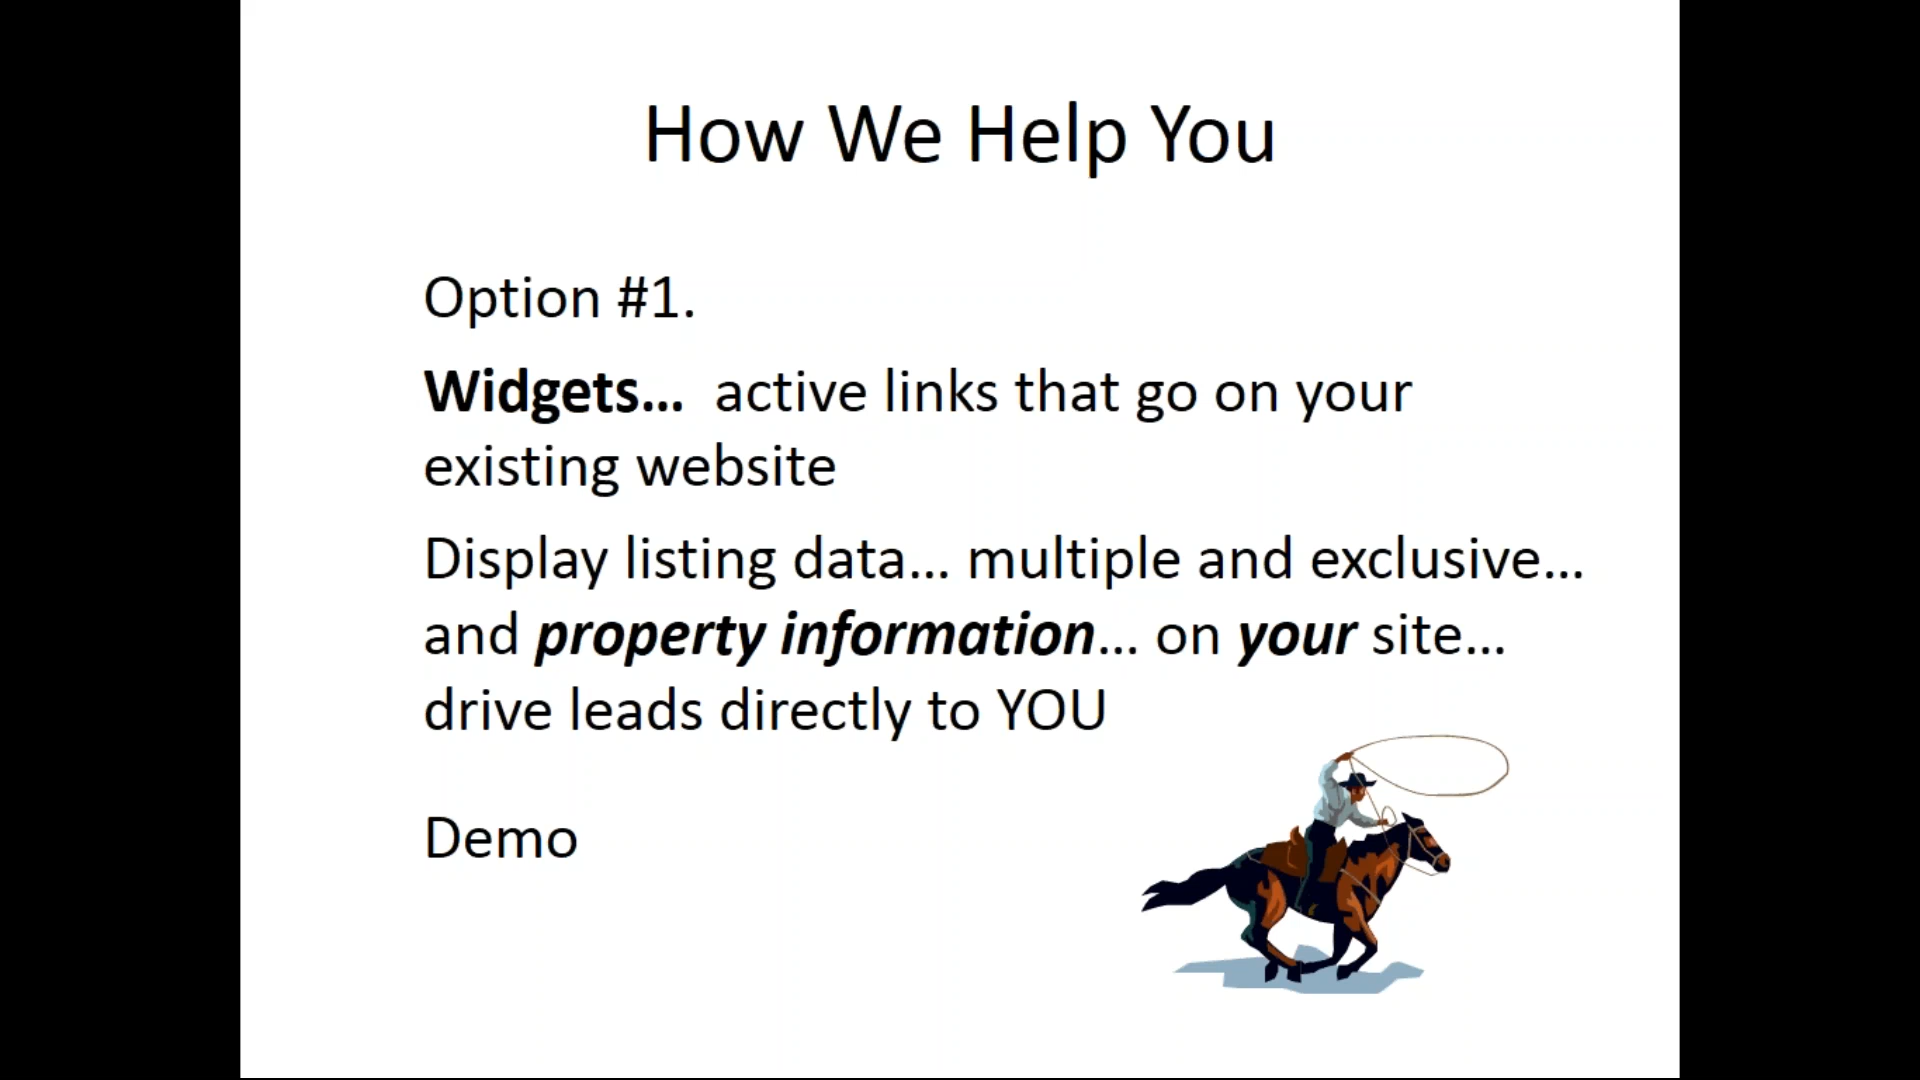 How We Help You
Option #1.
Widgets… active links that go on your
existing website
Display listing data… multiple and exclusive…
and property information… on your site…
drive leads directly to YOU
Demo